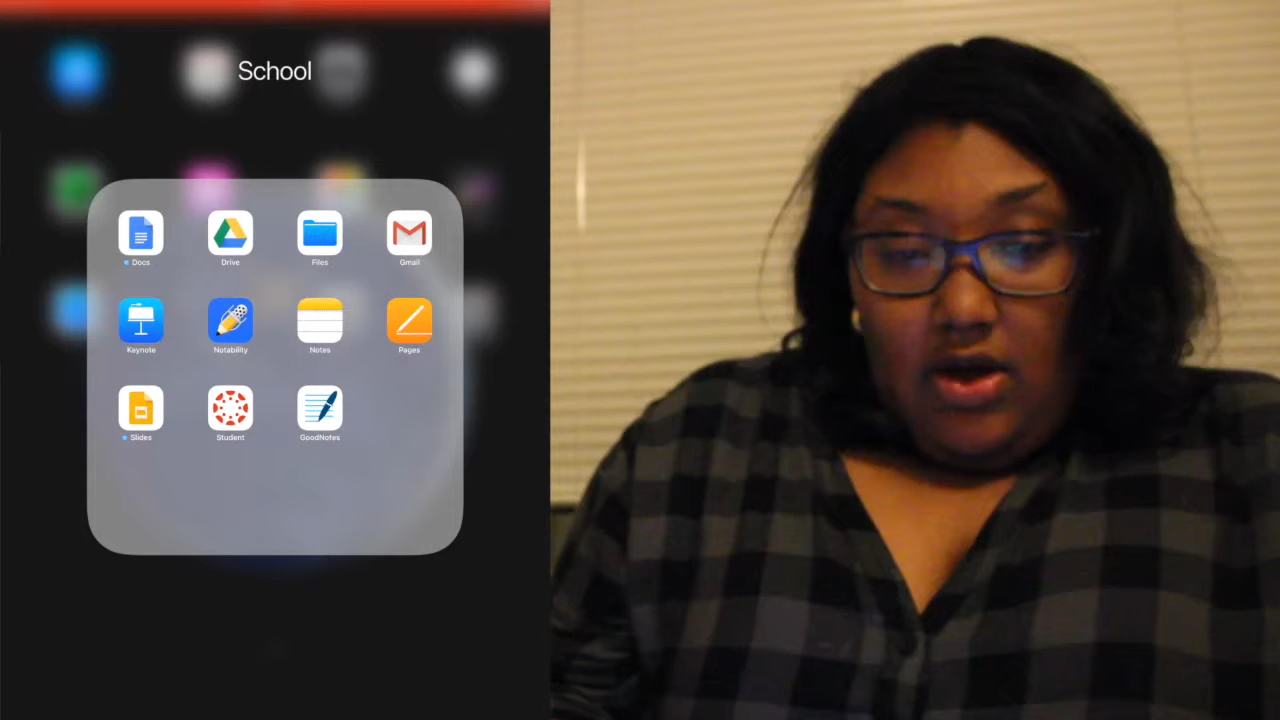 School
Docs
Drive
Files
Gmail
Keynote
Notability
Notes
Pages
Slides
Student
GoodNotes